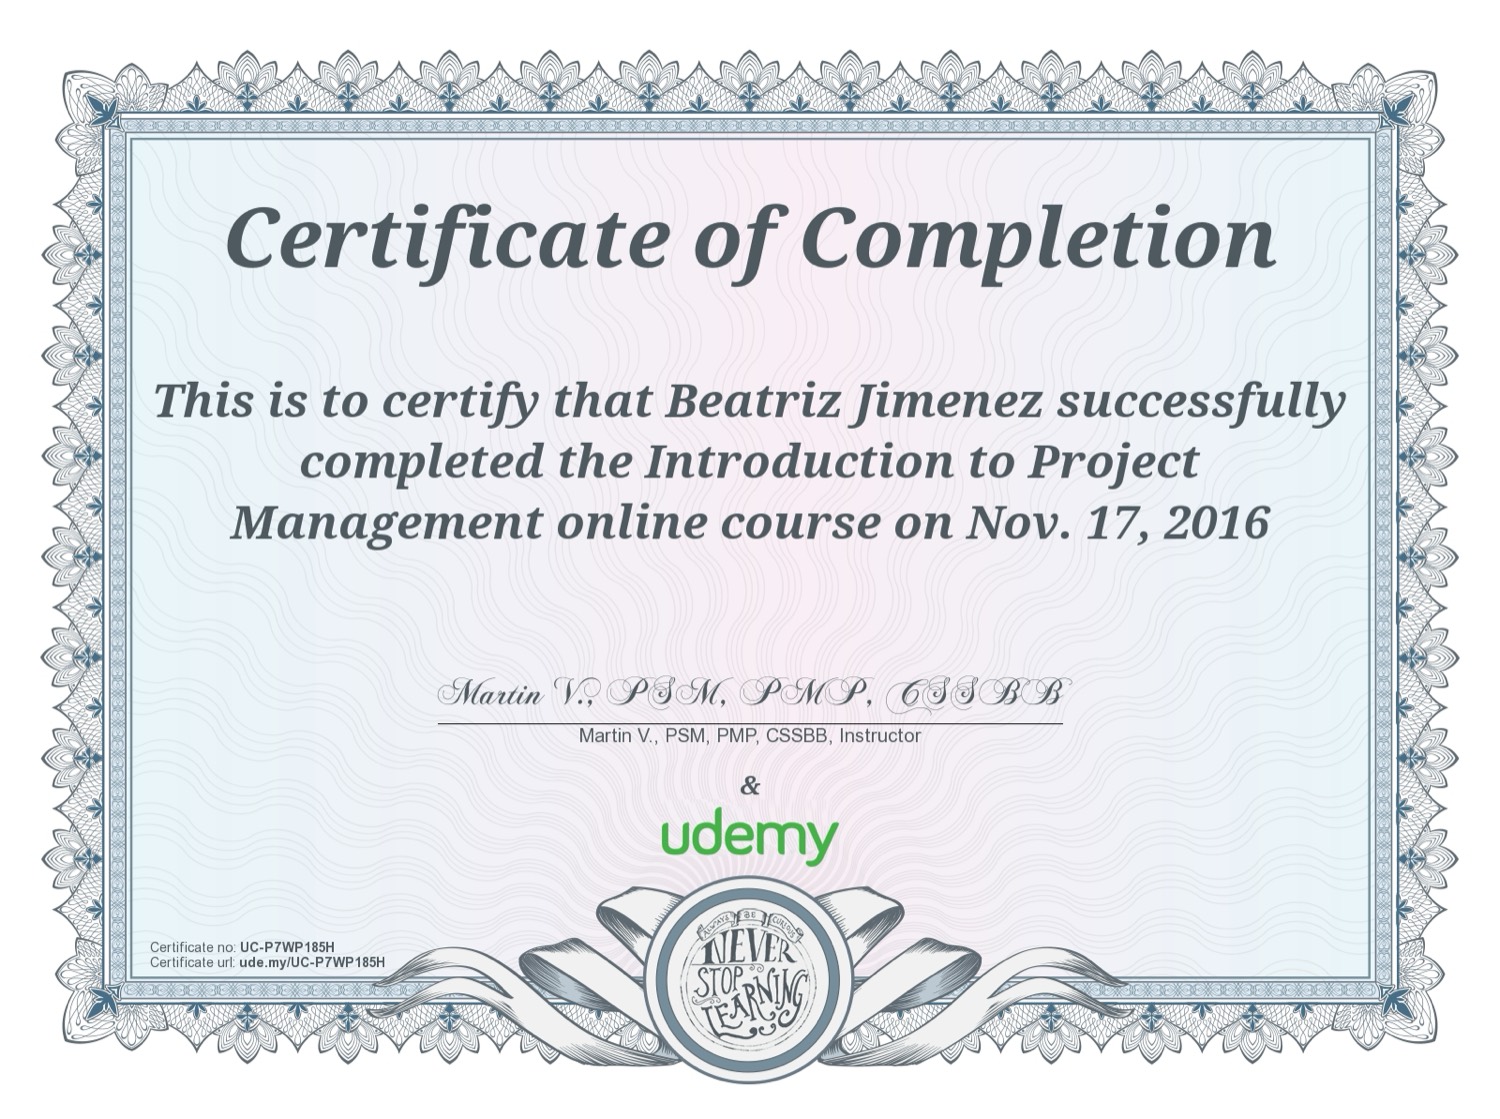 Certificate of Completion
This is to certify that Beatriz Jimenez successfully
completed the Introduction to Project
Management online course on Nov. 17, 2016
Martin V., PSM, PMP, CSSBB
Martin V., PSM, PMP, CSSBB, Instructor
&
udemy
ALWAYS BE CURIOUS
NEVER
STOP
LEARNING
Certificate no: UC-P7WP185H
Certificate url: ude.my/UC-P7WP185H